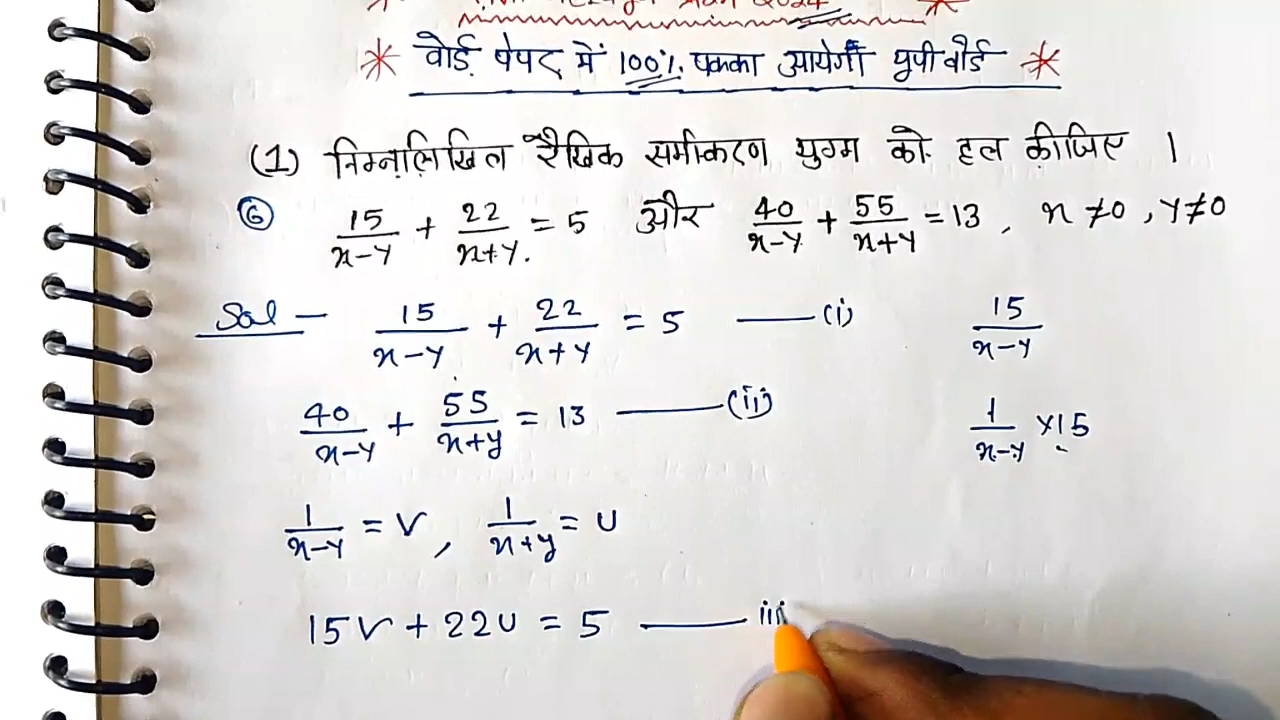 2024
* बोर्ड पेपर में 100% पक्का आयेगी यूपी बोर्ड *
(1) निम्नलिखित रैखिक समीकरण युग्म को हल कीजिए ।
(6) 15/(x-y) + 22/(x+y) = 5 और 40/(x-y) + 55/(x+y) = 13, x ≠ 0, y ≠ 0
Sol - 15/(x-y) + 22/(x+y) = 5 —— (i)
15/(x-y)
40/(x-y) + 55/(x+y) = 13 —— (ii)
1/(x-y) × 15
1/(x-y) = v, 1/(x+y) = u
15v + 22u = 5 —— iii